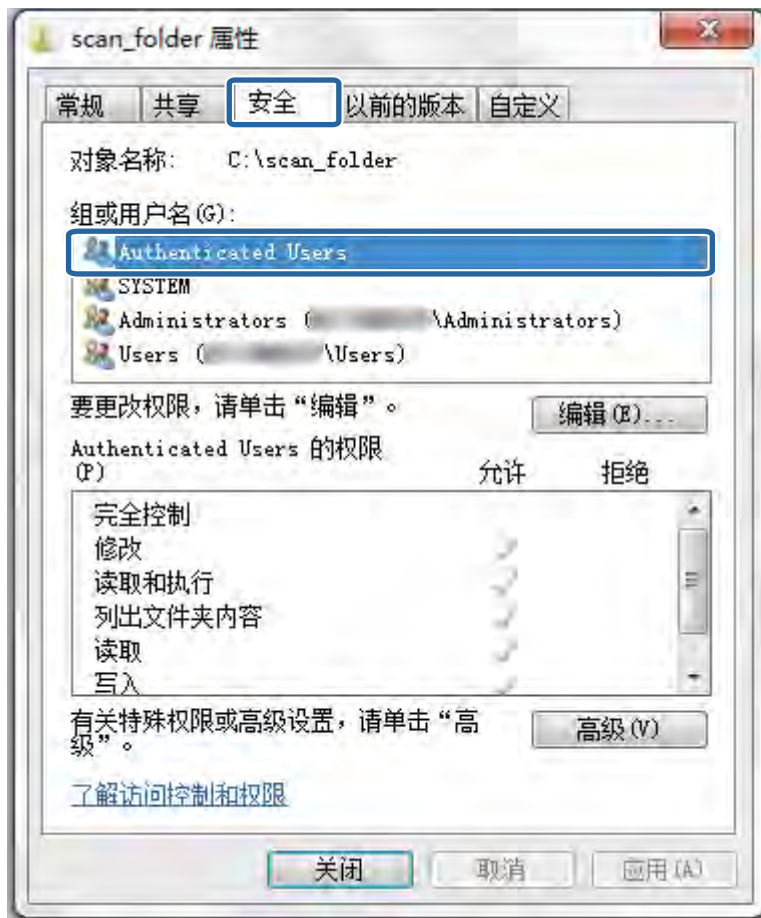 scan_folder 属性
常规 共享 安全 以前的版本 自定义
对象名称: C:\scan_folder
组或用户名(G):
Authenticated Users
SYSTEM
Administrators ( \Administrators)
Users ( \Users)
要更改权限，请单击“编辑”。
编辑(E)...
Authenticated Users 的权限
(P) 允许 拒绝
完全控制
修改
读取和执行
列出文件夹内容
读取
写入
有关特殊权限或高级设置，请单击“高
级”。
高级(V)
了解访问控制和权限
关闭 取消 应用(A)